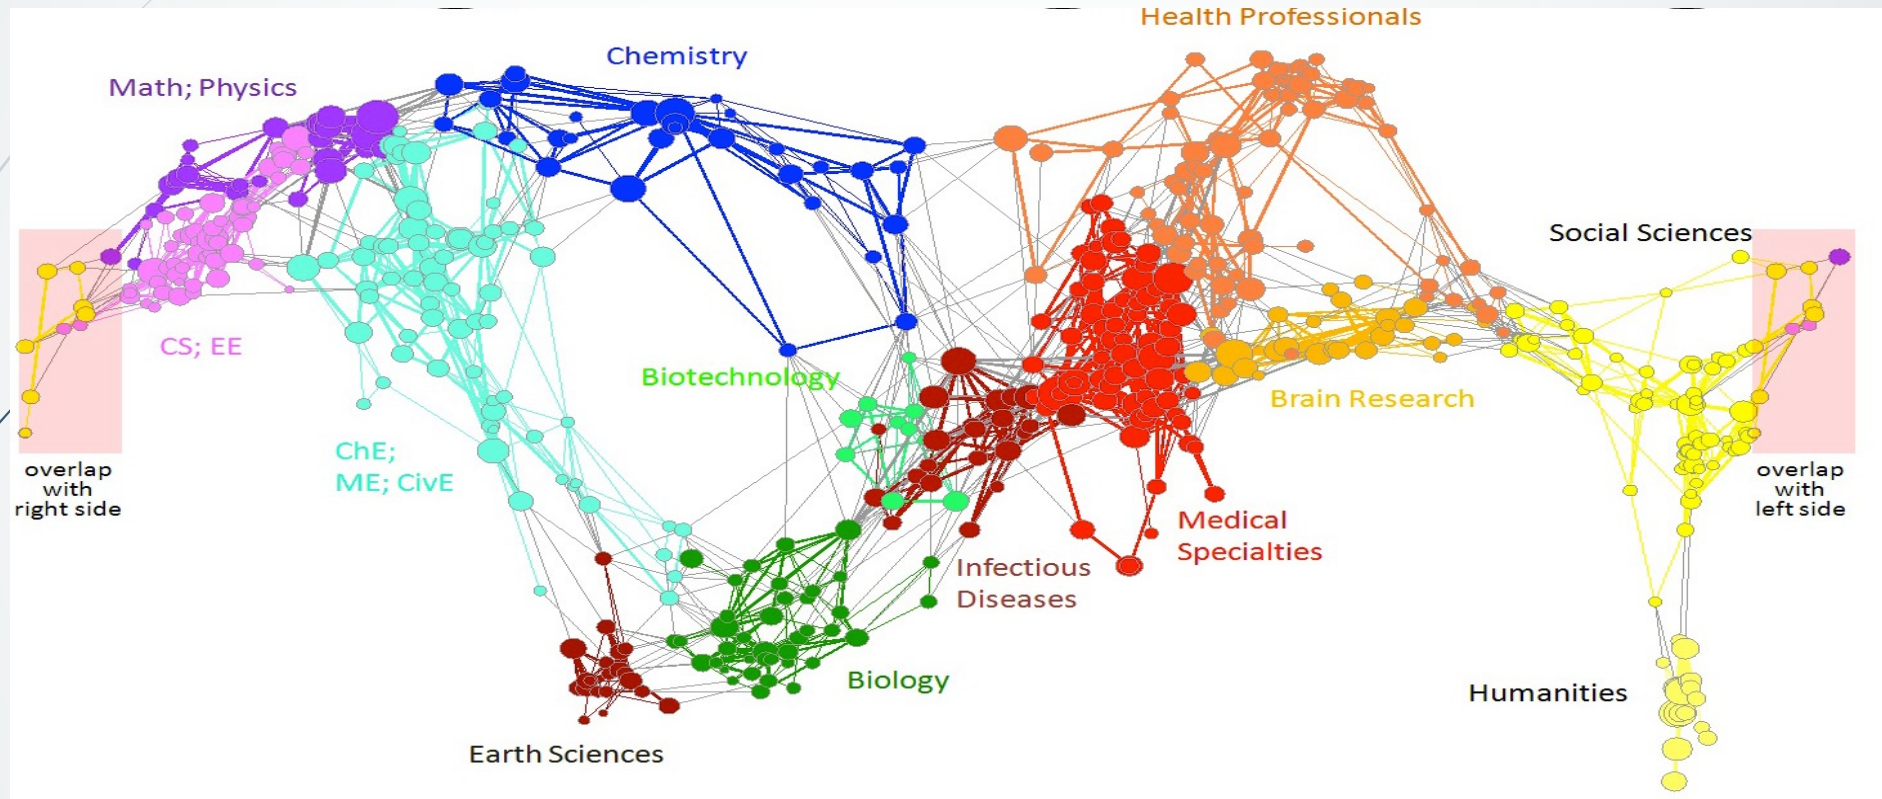 Health Professionals
Chemistry
Math; Physics
Social Sciences
CS; EE
Biotechnology
Brain Research
ChE;
ME; CivE
overlap
with
right side
overlap
with
left side
Medical
Specialties
Infectious
Diseases
Biology
Humanities
Earth Sciences